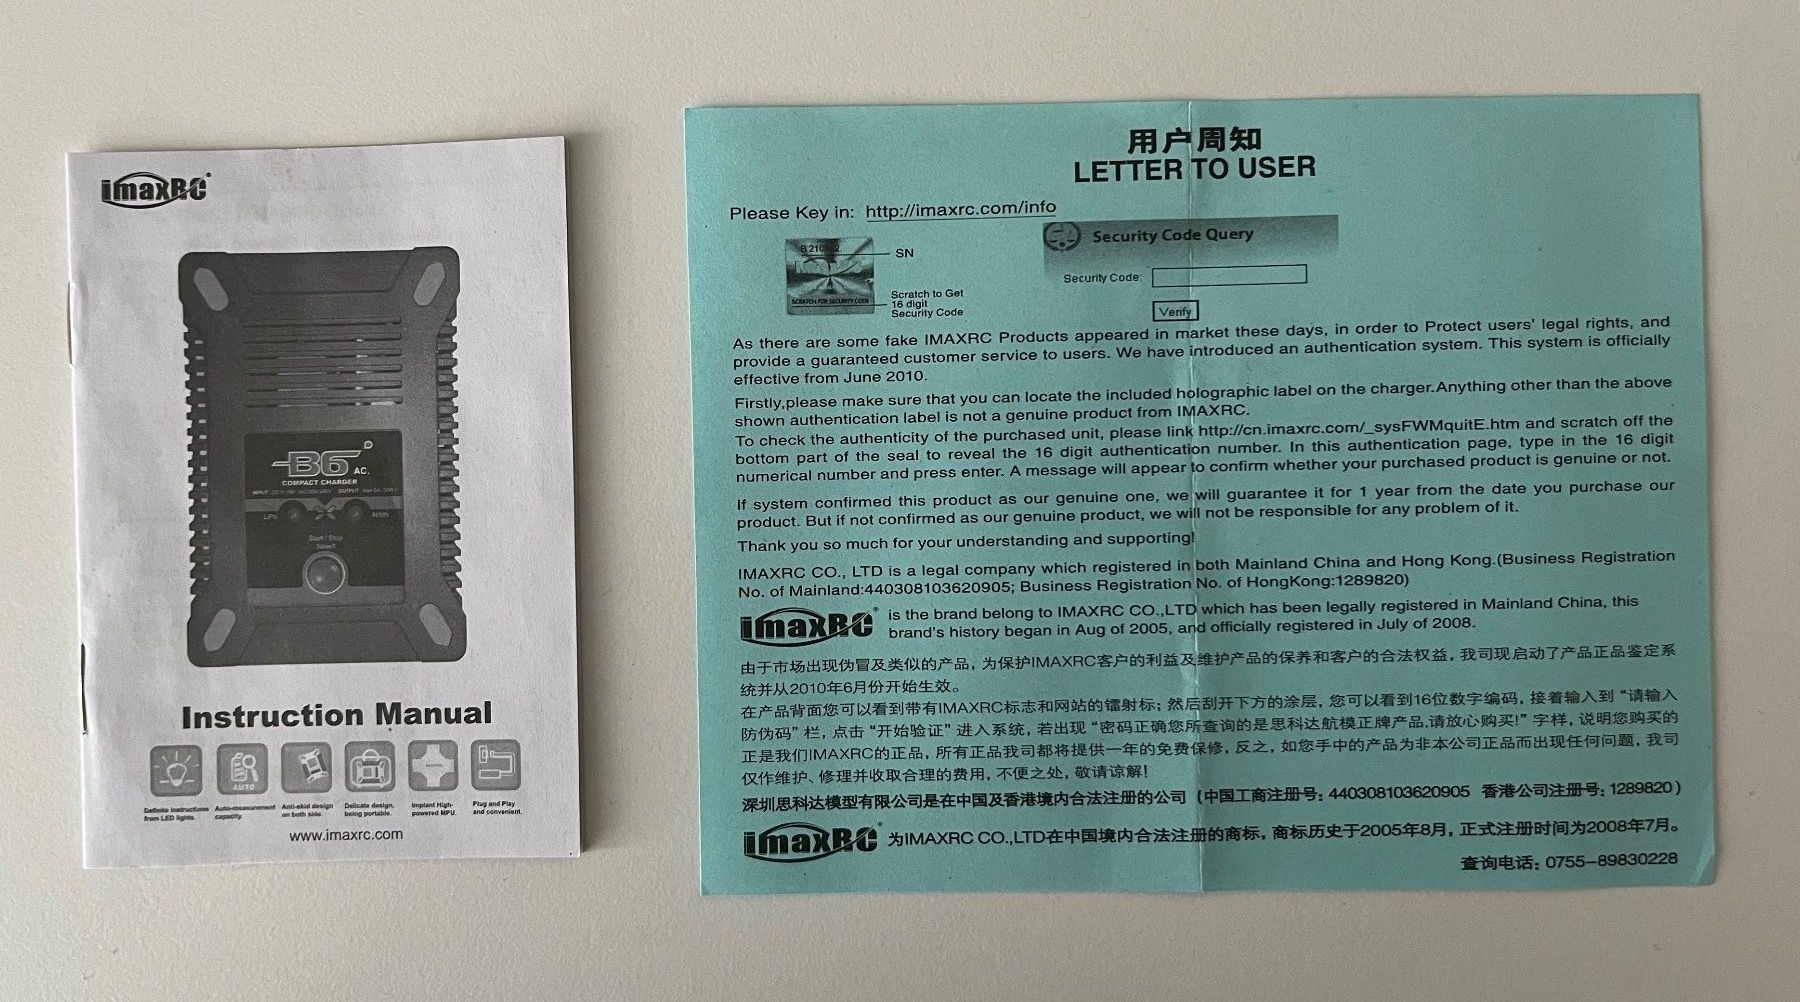 imaxRC
B6 D
AC.
COMPACT CHARGER
LiPo
NiMh
Start / Stop
Select
Instruction Manual
AUTO
Definite instructions from LED lights.
Auto-measurement capacity.
Anti-skid design on both side.
Delicate design, being portable.
Implant High-powered MPU.
Plug and Play and convenient.
www.imaxrc.com
用户周知
LETTER TO USER
Please Key in: http://imaxrc.com/info
SN
SCRATCH FOR SECURITY CODE
Scratch to Get
16 digit
Security Code
Security Code Query
Security Code:
Verify
As there are some fake IMAXRC Products appeared in market these days, in order to Protect users' legal rights, and
provide a guaranteed customer service to users. We have introduced an authentication system. This system is officially
effective from June 2010.
Firstly,please make sure that you can locate the included holographic label on the charger.Anything other than the above
shown authentication label is not a genuine product from IMAXRC.
To check the authenticity of the purchased unit, please link http://cn.imaxrc.com/_sysFWMquitE.htm and scratch off the
bottom part of the seal to reveal the 16 digit authentication number. In this authentication page, type in the 16 digit
numerical number and press enter. A message will appear to confirm whether your purchased product is genuine or not.
If system confirmed this product as our genuine one, we will guarantee it for 1 year from the date you purchase our
product. But if not confirmed as our genuine product, we will not be responsible for any problem of it.
Thank you so much for your understanding and supporting!
IMAXRC CO., LTD is a legal company which registered in both Mainland China and Hong Kong.(Business Registration
No. of Mainland:440308103620905; Business Registration No. of HongKong:1289820)
imaxRC is the brand belong to IMAXRC CO.,LTD which has been legally registered in Mainland China, this
brand's history began in Aug of 2005, and officially registered in July of 2008.
由于市场出现伪冒及类似的产品，为保护IMAXRC客户的利益及维护产品的保养和客户的合法权益，我司现启动了产品正品鉴定系
统并从2010年6月份开始生效。
在产品背面您可以看到带有IMAXRC标志和网站的镭射标；然后刮开下方的涂层，您可以看到16位数字编码，接着输入到“请输入
防伪码”栏，点击“开始验证”进入系统，若出现“密码正确您所查询的是思科达航模正牌产品,请放心购买!”字样，说明您购买的
正是我们IMAXRC的正品，所有正品我司都将提供一年的免费保修，反之，如您手中的产品为非本公司正品而出现任何问题，我司
仅作维护、修理并收取合理的费用，不便之处，敬请谅解！
深圳思科达模型有限公司是在中国及香港境内合法注册的公司（中国工商注册号：440308103620905 香港公司注册号：1289820）
imaxRC 为IMAXRC CO.,LTD在中国境内合法注册的商标，商标历史于2005年8月，正式注册时间为2008年7月。
查询电话：0755-89830228